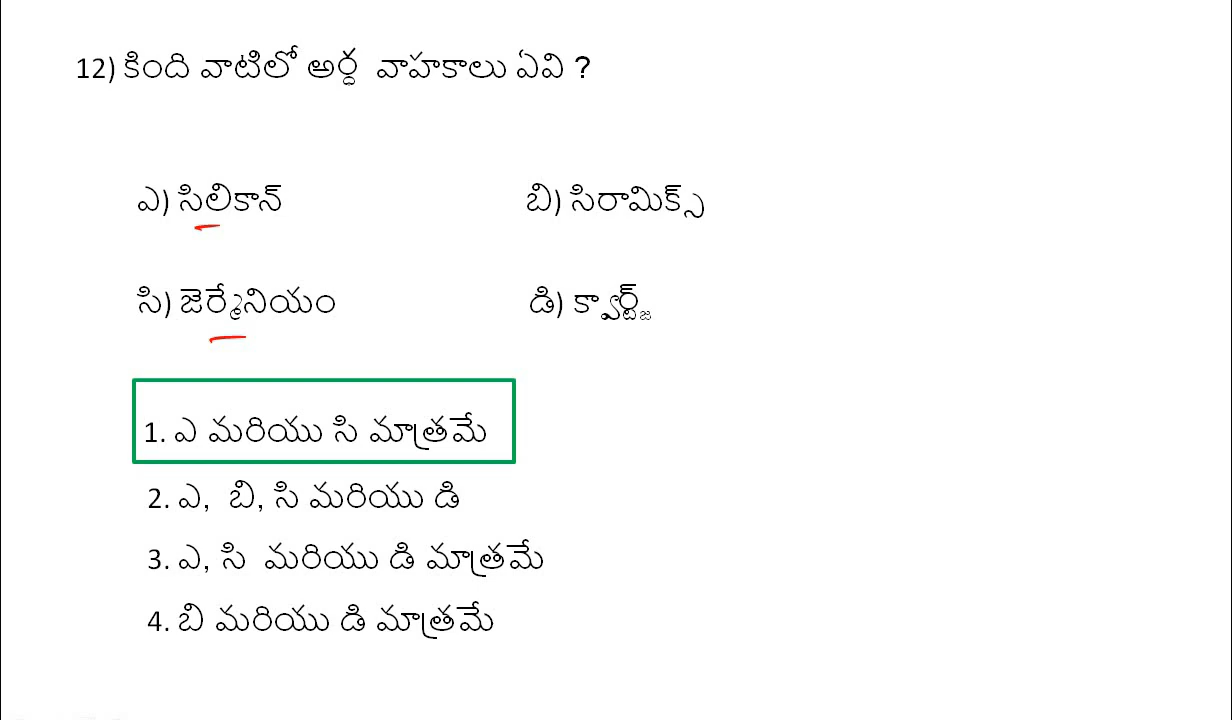 12) కింది వాటిలో అర్ధ వాహకాలు ఏవి ?
ఎ) సిలికాన్ బి) సిరామిక్స్
సి) జెర్మేనియం డి) క్వార్ట్జ్
1. ఎ మరియు సి మాత్రమే
2. ఎ, బి, సి మరియు డి
3. ఎ, సి మరియు డి మాత్రమే
4. బి మరియు డి మాత్రమే